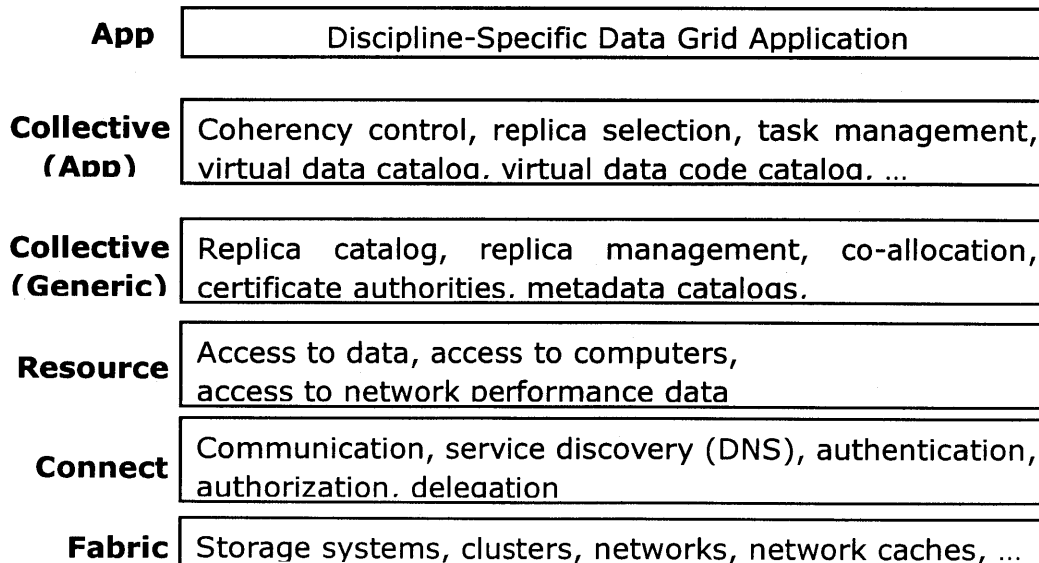 App
Discipline-Specific Data Grid Application
Collective
(App)
Coherency control, replica selection, task management,
virtual data catalog, virtual data code catalog, ...
Collective
(Generic)
Replica catalog, replica management, co-allocation,
certificate authorities, metadata catalogs,
Resource
Access to data, access to computers,
access to network performance data
Connect
Communication, service discovery (DNS), authentication,
authorization, delegation
Fabric
Storage systems, clusters, networks, network caches, ...